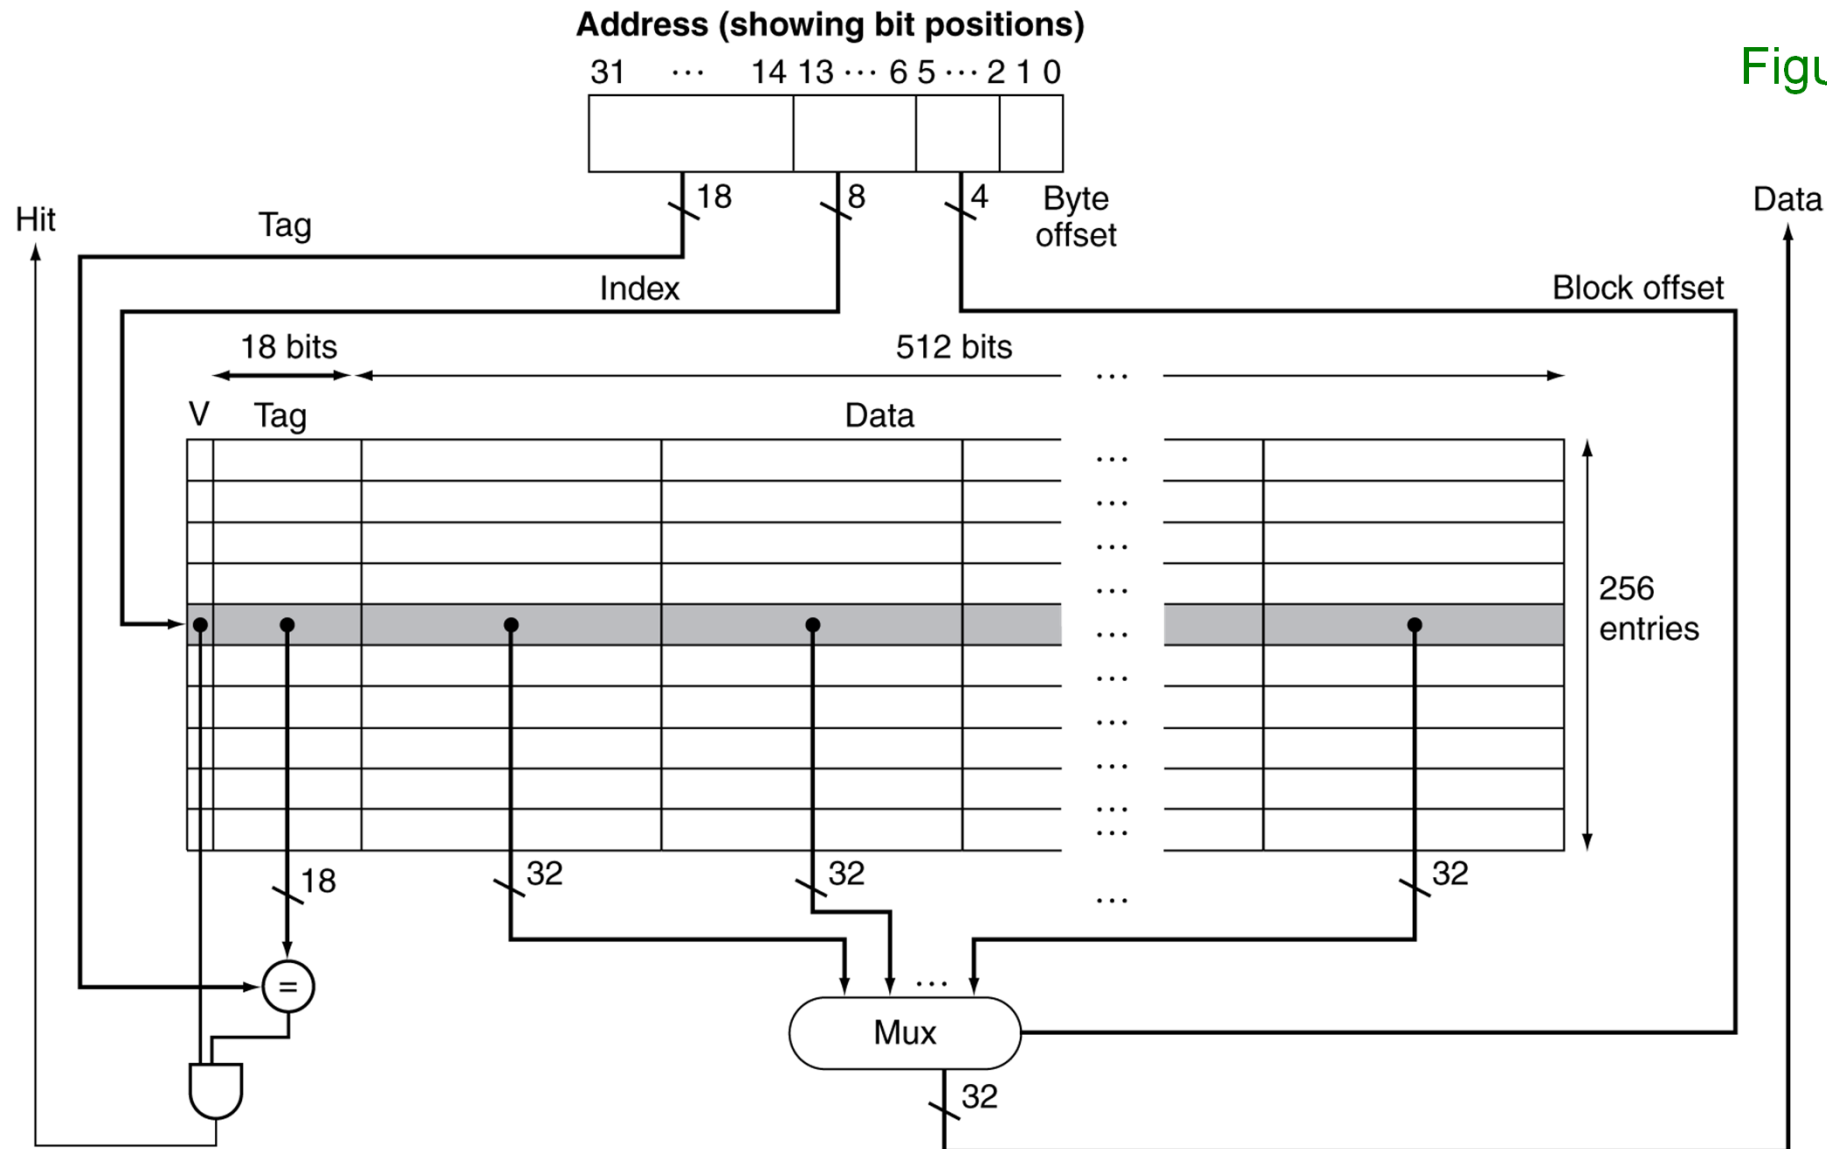 Address (showing bit positions)
31 ... 14 13 ... 6 5 ... 2 1 0
Figu
18
8
4
Byte
offset
Hit
Tag
Data
Index
Block offset
18 bits
512 bits
...
V
Tag
Data
...
...
...
...
...
...
...
...
...
...
256
entries
18
32
32
...
32
=
...
Mux
32